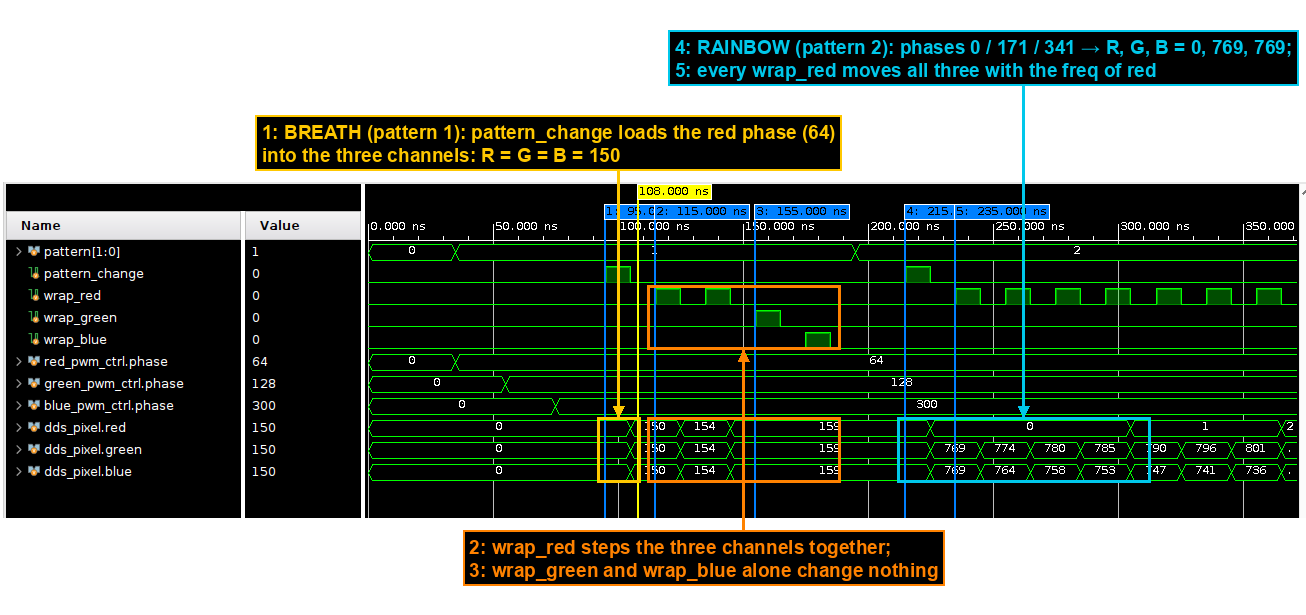 4: RAINBOW (pattern 2): phases 0 / 171 / 341 → R, G, B = 0, 769, 769;
5: every wrap_red moves all three with the freq of red
1: BREATH (pattern 1): pattern_change loads the red phase (64)
into the three channels: R = G = B = 150
108.000 ns
2: 115.000 ns 3: 155.000 ns 4: 215. 5: 235.000 ns
Name Value 0.000 ns 50.000 ns 100.000 ns 150.000 ns 200.000 ns 250.000 ns 300.000 ns 350.000
pattern[1:0] 1 0 1 2
pattern_change 0
wrap_red 0
wrap_green 0
wrap_blue 0
red_pwm_ctrl.phase 64 0 64
green_pwm_ctrl.phase 128 0 128
blue_pwm_ctrl.phase 300 0 300
dds_pixel.red 150 0 150 154 159 0 1 2
dds_pixel.green 150 0 150 154 159 769 774 780 785 790 796 801 .
dds_pixel.blue 150 0 150 154 159 769 764 758 753 747 741 736 .
2: wrap_red steps the three channels together;
3: wrap_green and wrap_blue alone change nothing